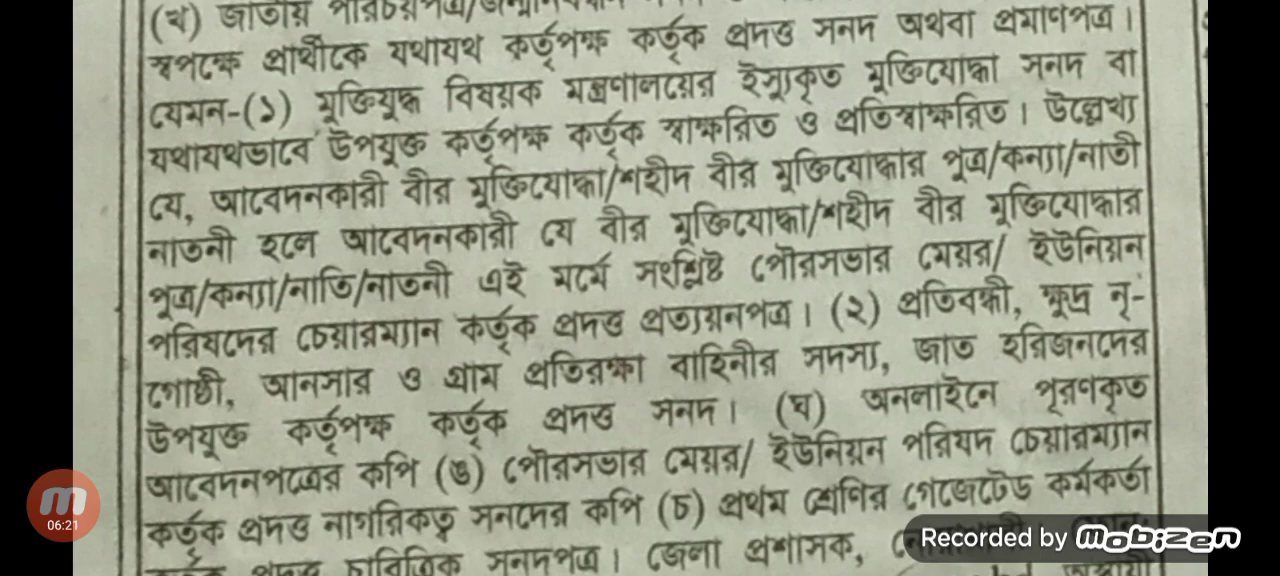 (খ) জাতীয় পরিচয়পত্র/
স্বপক্ষে প্রার্থীকে যথাযথ কর্তৃপক্ষ কর্তৃক প্রদত্ত সনদ অথবা প্রমাণপত্র।
যেমন-(১) মুক্তিযুদ্ধ বিষয়ক মন্ত্রণালয়ের ইস্যুকৃত মুক্তিযোদ্ধা সনদ বা
যথাযথভাবে উপযুক্ত কর্তৃপক্ষ কর্তৃক স্বাক্ষরিত ও প্রতিস্বাক্ষরিত। উল্লেখ্য
যে, আবেদনকারী বীর মুক্তিযোদ্ধা/শহীদ বীর মুক্তিযোদ্ধার পুত্র/কন্যা/নাতী
নাতনী হলে আবেদনকারী যে বীর মুক্তিযোদ্ধা/শহীদ বীর মুক্তিযোদ্ধার
পুত্র/কন্যা/নাতি/নাতনী এই মর্মে সংশ্লিষ্ট পৌরসভার মেয়র/ ইউনিয়ন
পরিষদের চেয়ারম্যান কর্তৃক প্রদত্ত প্রত্যয়নপত্র। (২) প্রতিবন্ধী, ক্ষুদ্র নৃ-
গোষ্ঠী, আনসার ও গ্রাম প্রতিরক্ষা বাহিনীর সদস্য, জাত হরিজনদের
উপযুক্ত কর্তৃপক্ষ কর্তৃক প্রদত্ত সনদ। (ঘ) অনলাইনে পূরণকৃত
আবেদনপত্রের কপি (ঙ) পৌরসভার মেয়র/ ইউনিয়ন পরিষদ চেয়ারম্যান
কর্তৃক প্রদত্ত নাগরিকত্ব সনদের কপি (চ) প্রথম শ্রেণির গেজেটেড কর্মকর্তা
কর্তৃক প্রদত্ত চারিত্রিক সনদপত্র। জেলা প্রশাসক,
06:21
Recorded by mobizen